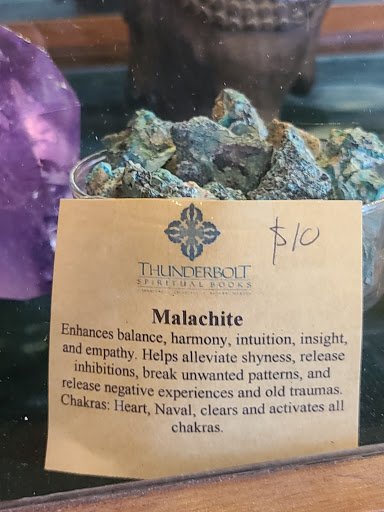 $10
THUNDERBOLT
SPIRITUAL BOOKS
Malachite
Enhances balance, harmony, intuition, insight,
and empathy. Helps alleviate shyness, release
inhibitions, break unwanted patterns, and
release negative experiences and old traumas.
Chakras: Heart, Naval, clears and activates all
chakras.